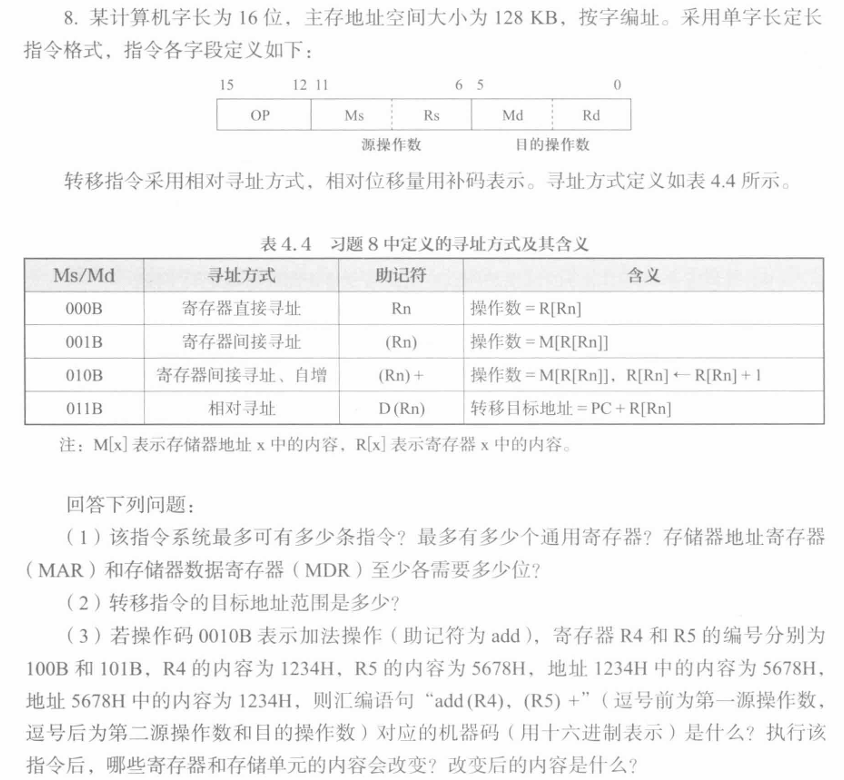 8. 某计算机字长为 16 位，主存地址空间大小为 128 KB，按字编址。采用单字长定长
指令格式，指令各字段定义如下：
15 12 11 6 5 0
OP Ms Rs Md Rd
源操作数 目的操作数
转移指令采用相对寻址方式，相对位移量用补码表示。寻址方式定义如表 4.4 所示。
表 4.4 习题 8 中定义的寻址方式及其含义
Ms/Md 寻址方式 助记符 含义
000B 寄存器直接寻址 Rn 操作数 = R[Rn]
001B 寄存器间接寻址 (Rn) 操作数 = M[R[Rn]]
010B 寄存器间接寻址、自增 (Rn) + 操作数 = M[R[Rn]]，R[Rn] ← R[Rn] + 1
011B 相对寻址 D (Rn) 转移目标地址 = PC + R[Rn]
注：M[x] 表示存储器地址 x 中的内容，R[x] 表示寄存器 x 中的内容。
回答下列问题：
（1）该指令系统最多可有多少条指令？最多有多少个通用寄存器？存储器地址寄存器
（MAR）和存储器数据寄存器（MDR）至少各需要多少位？
（2）转移指令的目标地址范围是多少？
（3）若操作码 0010B 表示加法操作（助记符为 add），寄存器 R4 和 R5 的编号分别为
100B 和 101B，R4 的内容为 1234H，R5 的内容为 5678H，地址 1234H 中的内容为 5678H，
地址 5678H 中的内容为 1234H，则汇编语句“add (R4)，(R5) +”（逗号前为第一源操作数，
逗号后为第二源操作数和目的操作数）对应的机器码（用十六进制表示）是什么？执行该
指令后，哪些寄存器和存储单元的内容会改变？改变后的内容是什么？